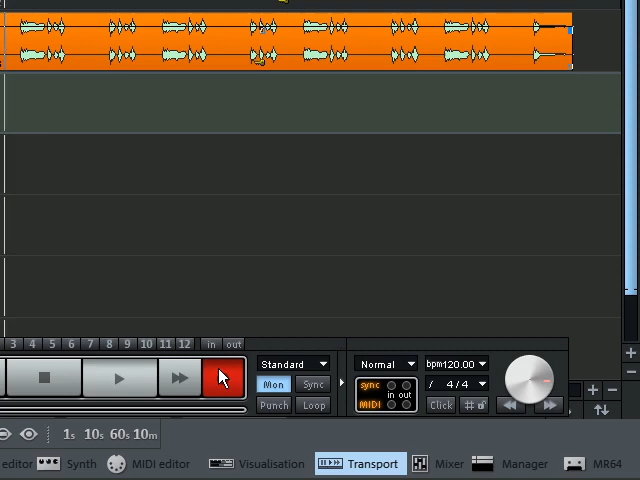 3 4 5 6 7 8 9 10 11 12 in out
Standard Normal bpm 120.00
Mon Sync sync / 4/4
in out
Punch Loop MIDI Click #
1s 10s 60s 10m
editor Synth MIDI editor Visualisation Transport Mixer Manager MR64